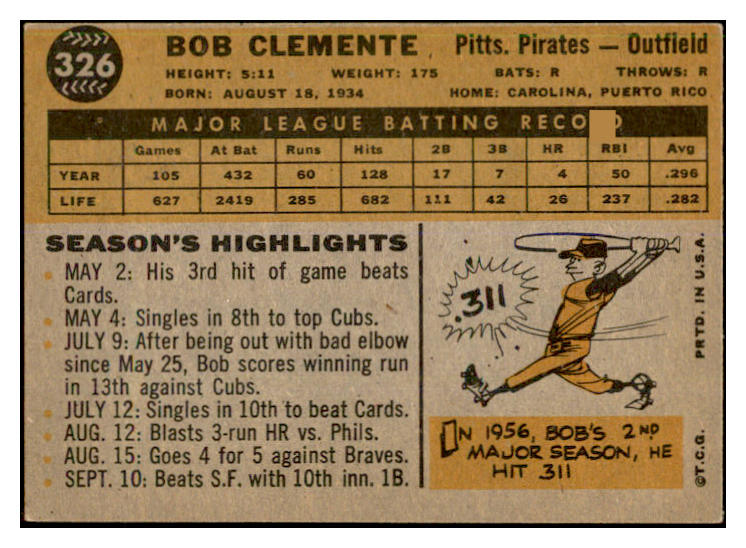 326
BOB CLEMENTE Pitts. Pirates — Outfield
HEIGHT: 5:11 WEIGHT: 175 BATS: R THROWS: R
BORN: AUGUST 18, 1934 HOME: CAROLINA, PUERTO RICO
MAJOR LEAGUE BATTING
Games At Bat Runs Hits 2B 3B HR RBI Avg
YEAR 105 432 60 128 17 7 4 50 .296
LIFE 627 2419 285 682 111 42 26 237 .282
SEASON'S HIGHLIGHTS
MAY 2: His 3rd hit of game beats
Cards.
MAY 4: Singles in 8th to top Cubs.
JULY 9: After being out with bad elbow
since May 25, Bob scores winning run
in 13th against Cubs.
JULY 12: Singles in 10th to beat Cards.
AUG. 12: Blasts 3-run HR vs. Phils.
AUG. 15: Goes 4 for 5 against Braves.
SEPT. 10: Beats S.F. with 10th inn. 1B.
.311
IN 1956, BOB'S 2ND
MAJOR SEASON, HE
HIT .311
©T.C.G. PRTD. IN U.S.A.